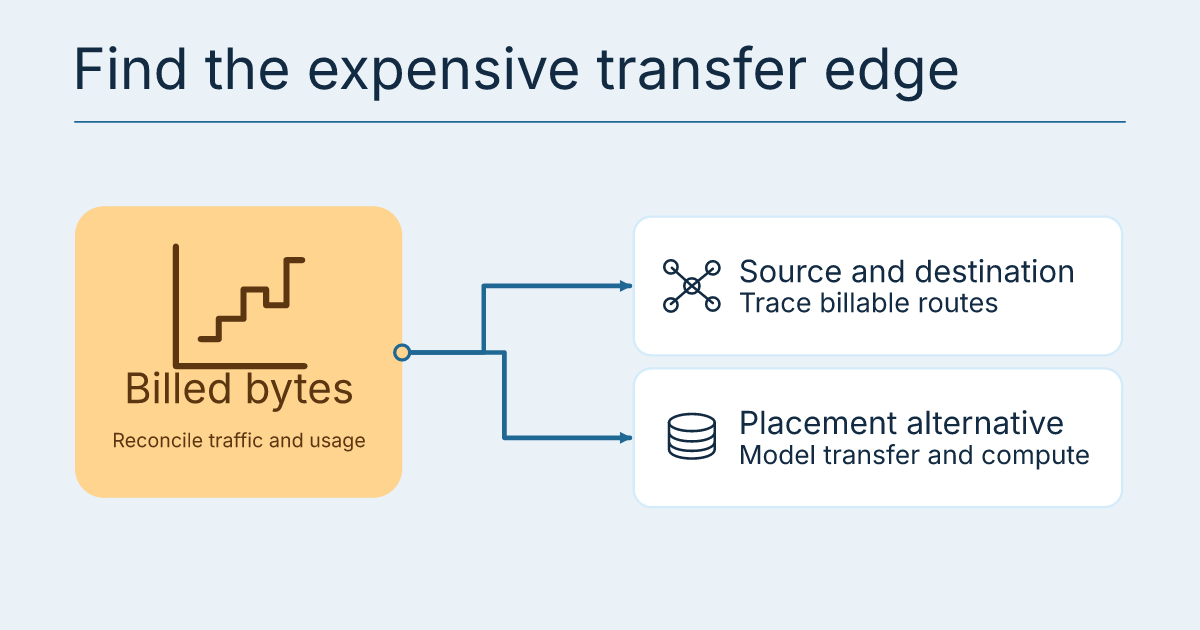 Find the expensive transfer edge
Billed bytes
Reconcile traffic and usage
Source and destination
Trace billable routes
Placement alternative
Model transfer and compute